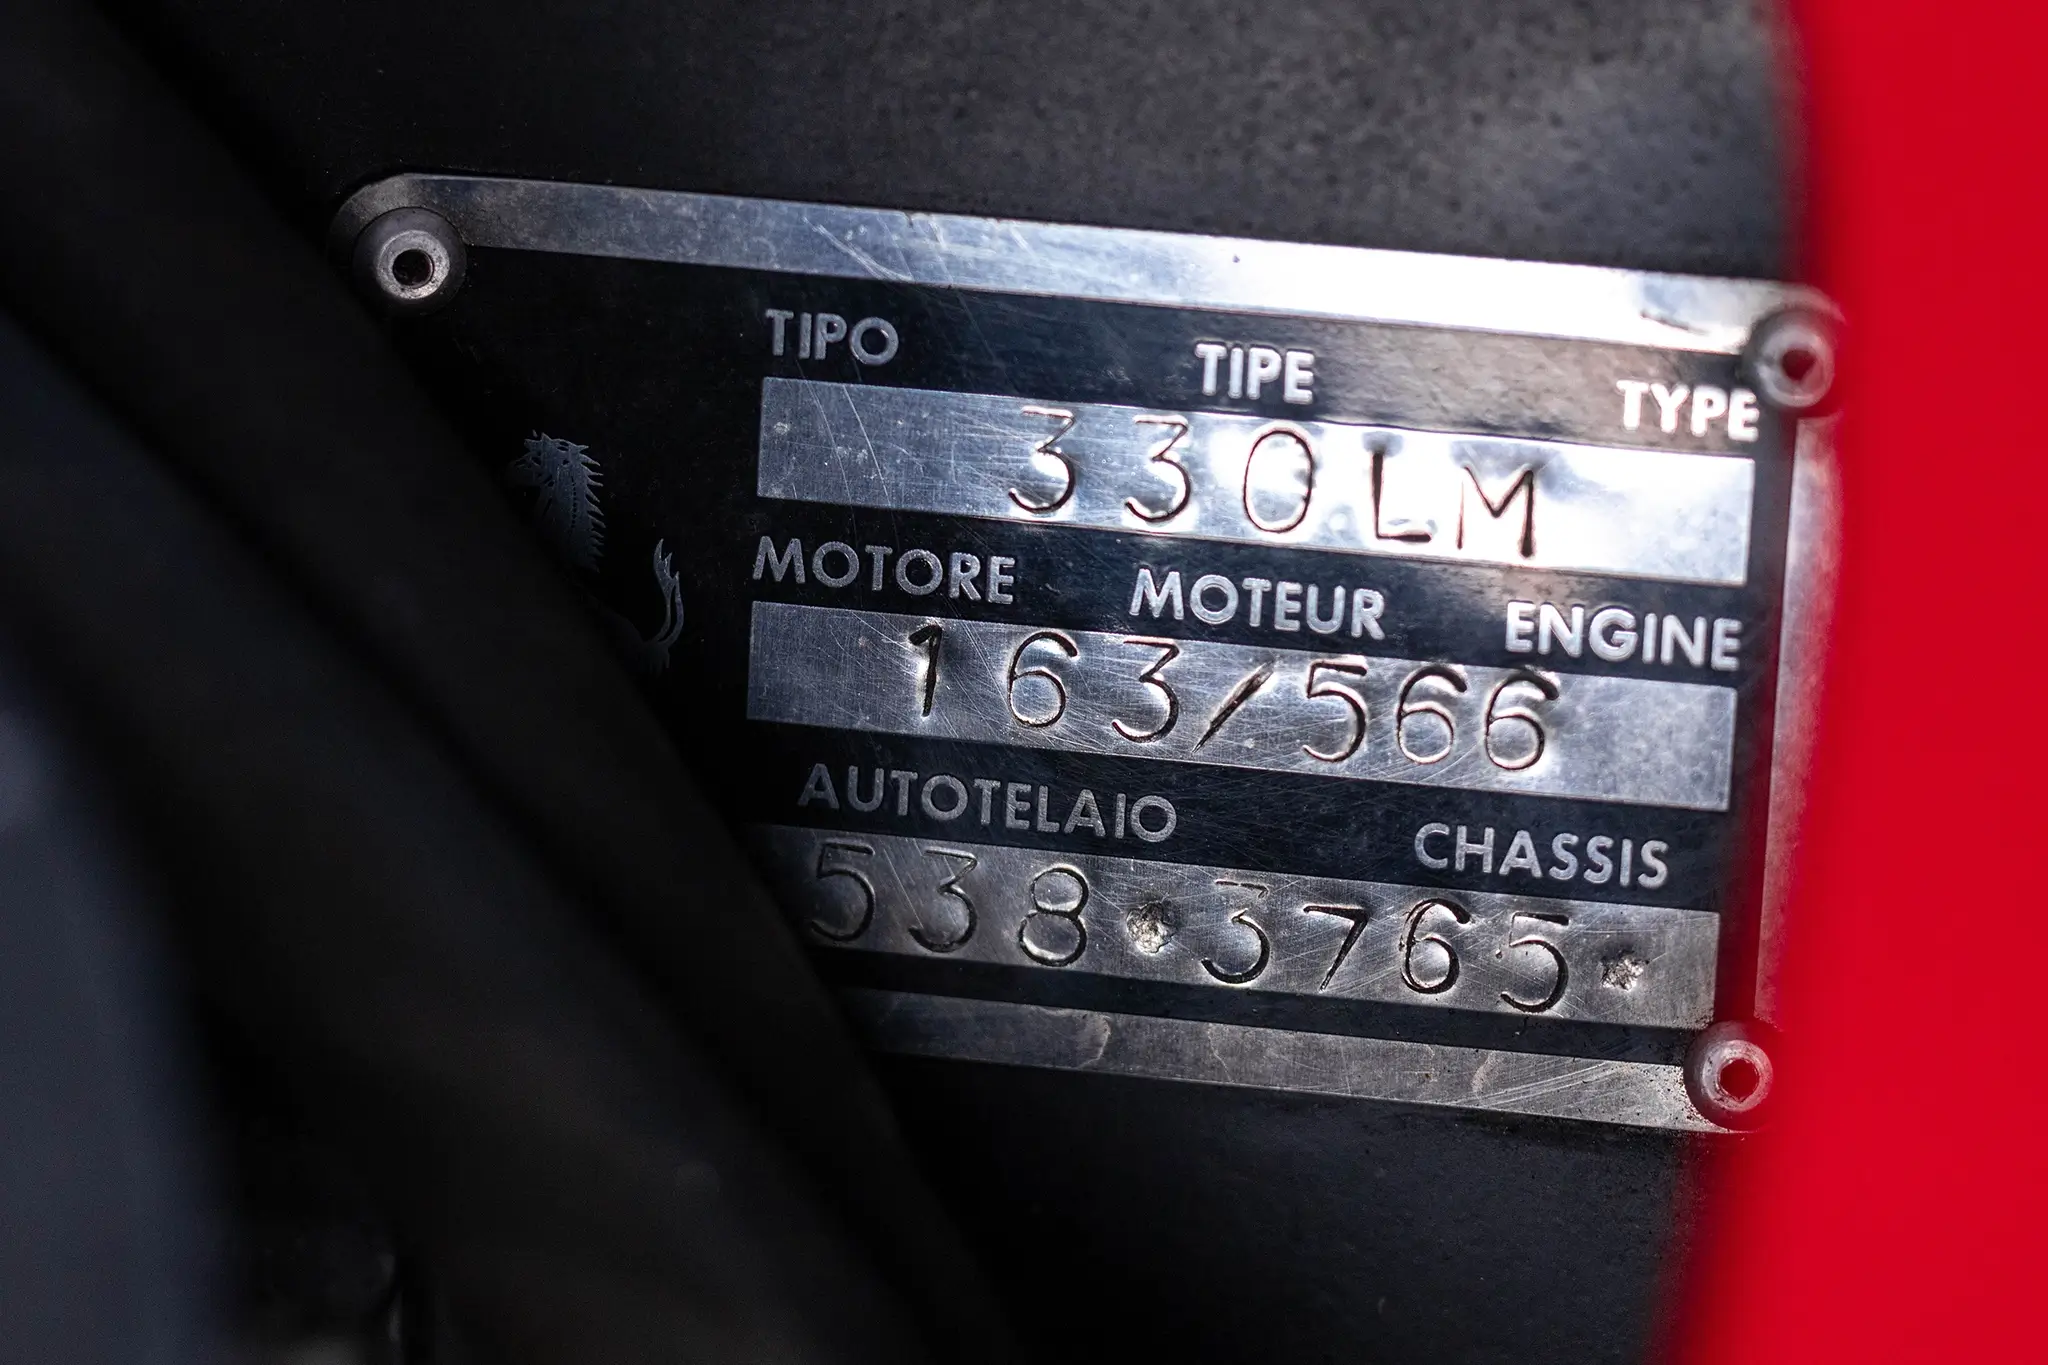 TIPO TIPE TYPE
330LM
MOTORE MOTEUR ENGINE
163/566
AUTOTELAIO CHASSIS
538 3765